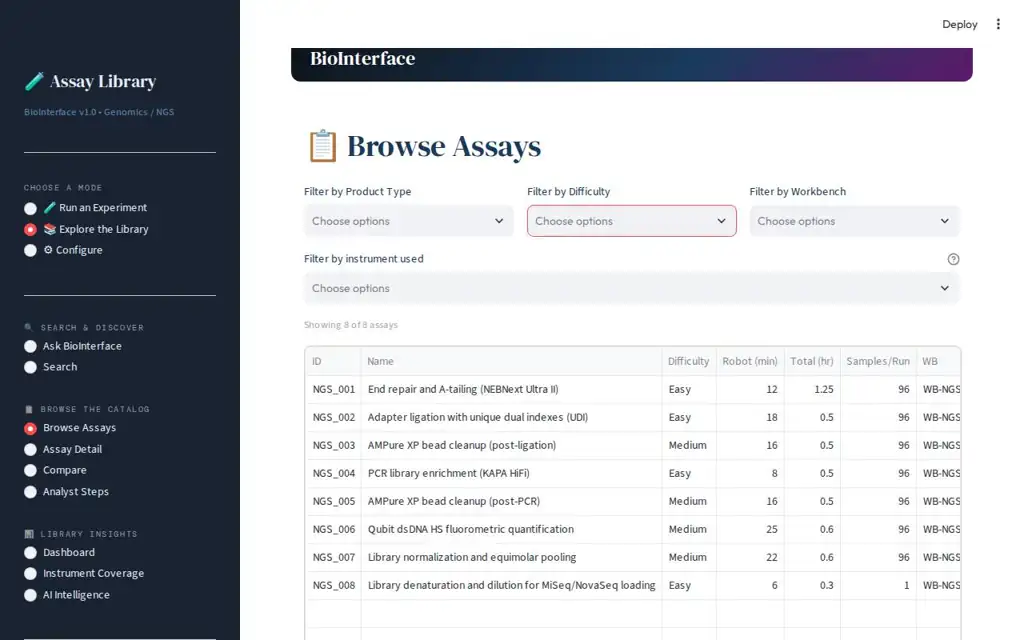 Deploy
🧪 Assay Library
BioInterface v1.0 • Genomics / NGS
CHOOSE A MODE
🧪 Run an Experiment
📚 Explore the Library
⚙ Configure
🔍 SEARCH & DISCOVER
Ask BioInterface
Search
📋 BROWSE THE CATALOG
Browse Assays
Assay Detail
Compare
Analyst Steps
📊 LIBRARY INSIGHTS
Dashboard
Instrument Coverage
AI Intelligence
BioInterface
📋 Browse Assays
Filter by Product Type Filter by Difficulty Filter by Workbench
Choose options Choose options Choose options
Filter by instrument used
Choose options
Showing 8 of 8 assays
ID Name Difficulty Robot (min) Total (hr) Samples/Run WB
NGS_001 End repair and A-tailing (NEBNext Ultra II) Easy 12 1.25 96 WB-NGS
NGS_002 Adapter ligation with unique dual indexes (UDI) Easy 18 0.5 96 WB-NGS
NGS_003 AMPure XP bead cleanup (post-ligation) Medium 16 0.5 96 WB-NGS
NGS_004 PCR library enrichment (KAPA HiFi) Easy 8 0.5 96 WB-NGS
NGS_005 AMPure XP bead cleanup (post-PCR) Medium 16 0.5 96 WB-NGS
NGS_006 Qubit dsDNA HS fluorometric quantification Medium 25 0.6 96 WB-NGS
NGS_007 Library normalization and equimolar pooling Medium 22 0.6 96 WB-NGS
NGS_008 Library denaturation and dilution for MiSeq/NovaSeq loading Easy 6 0.3 1 WB-NGS